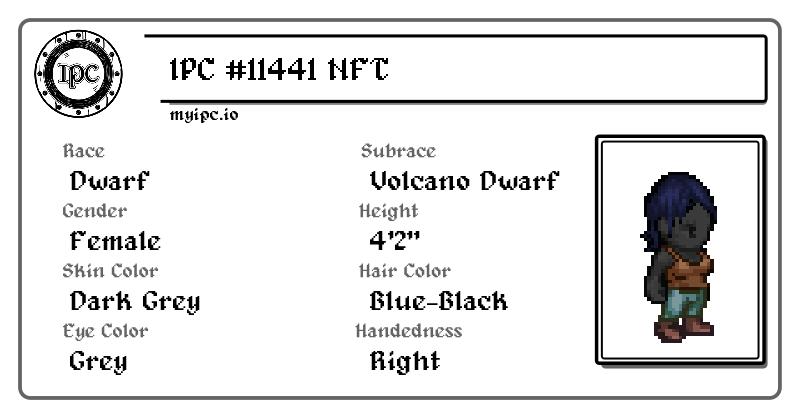 IPC
IPC #11441 NFT
myipc.io
Race
Dwarf
Subrace
Volcano Dwarf
Gender
Female
Height
4'2"
Skin Color
Dark Grey
Hair Color
Blue-Black
Eye Color
Grey
Handedness
Right